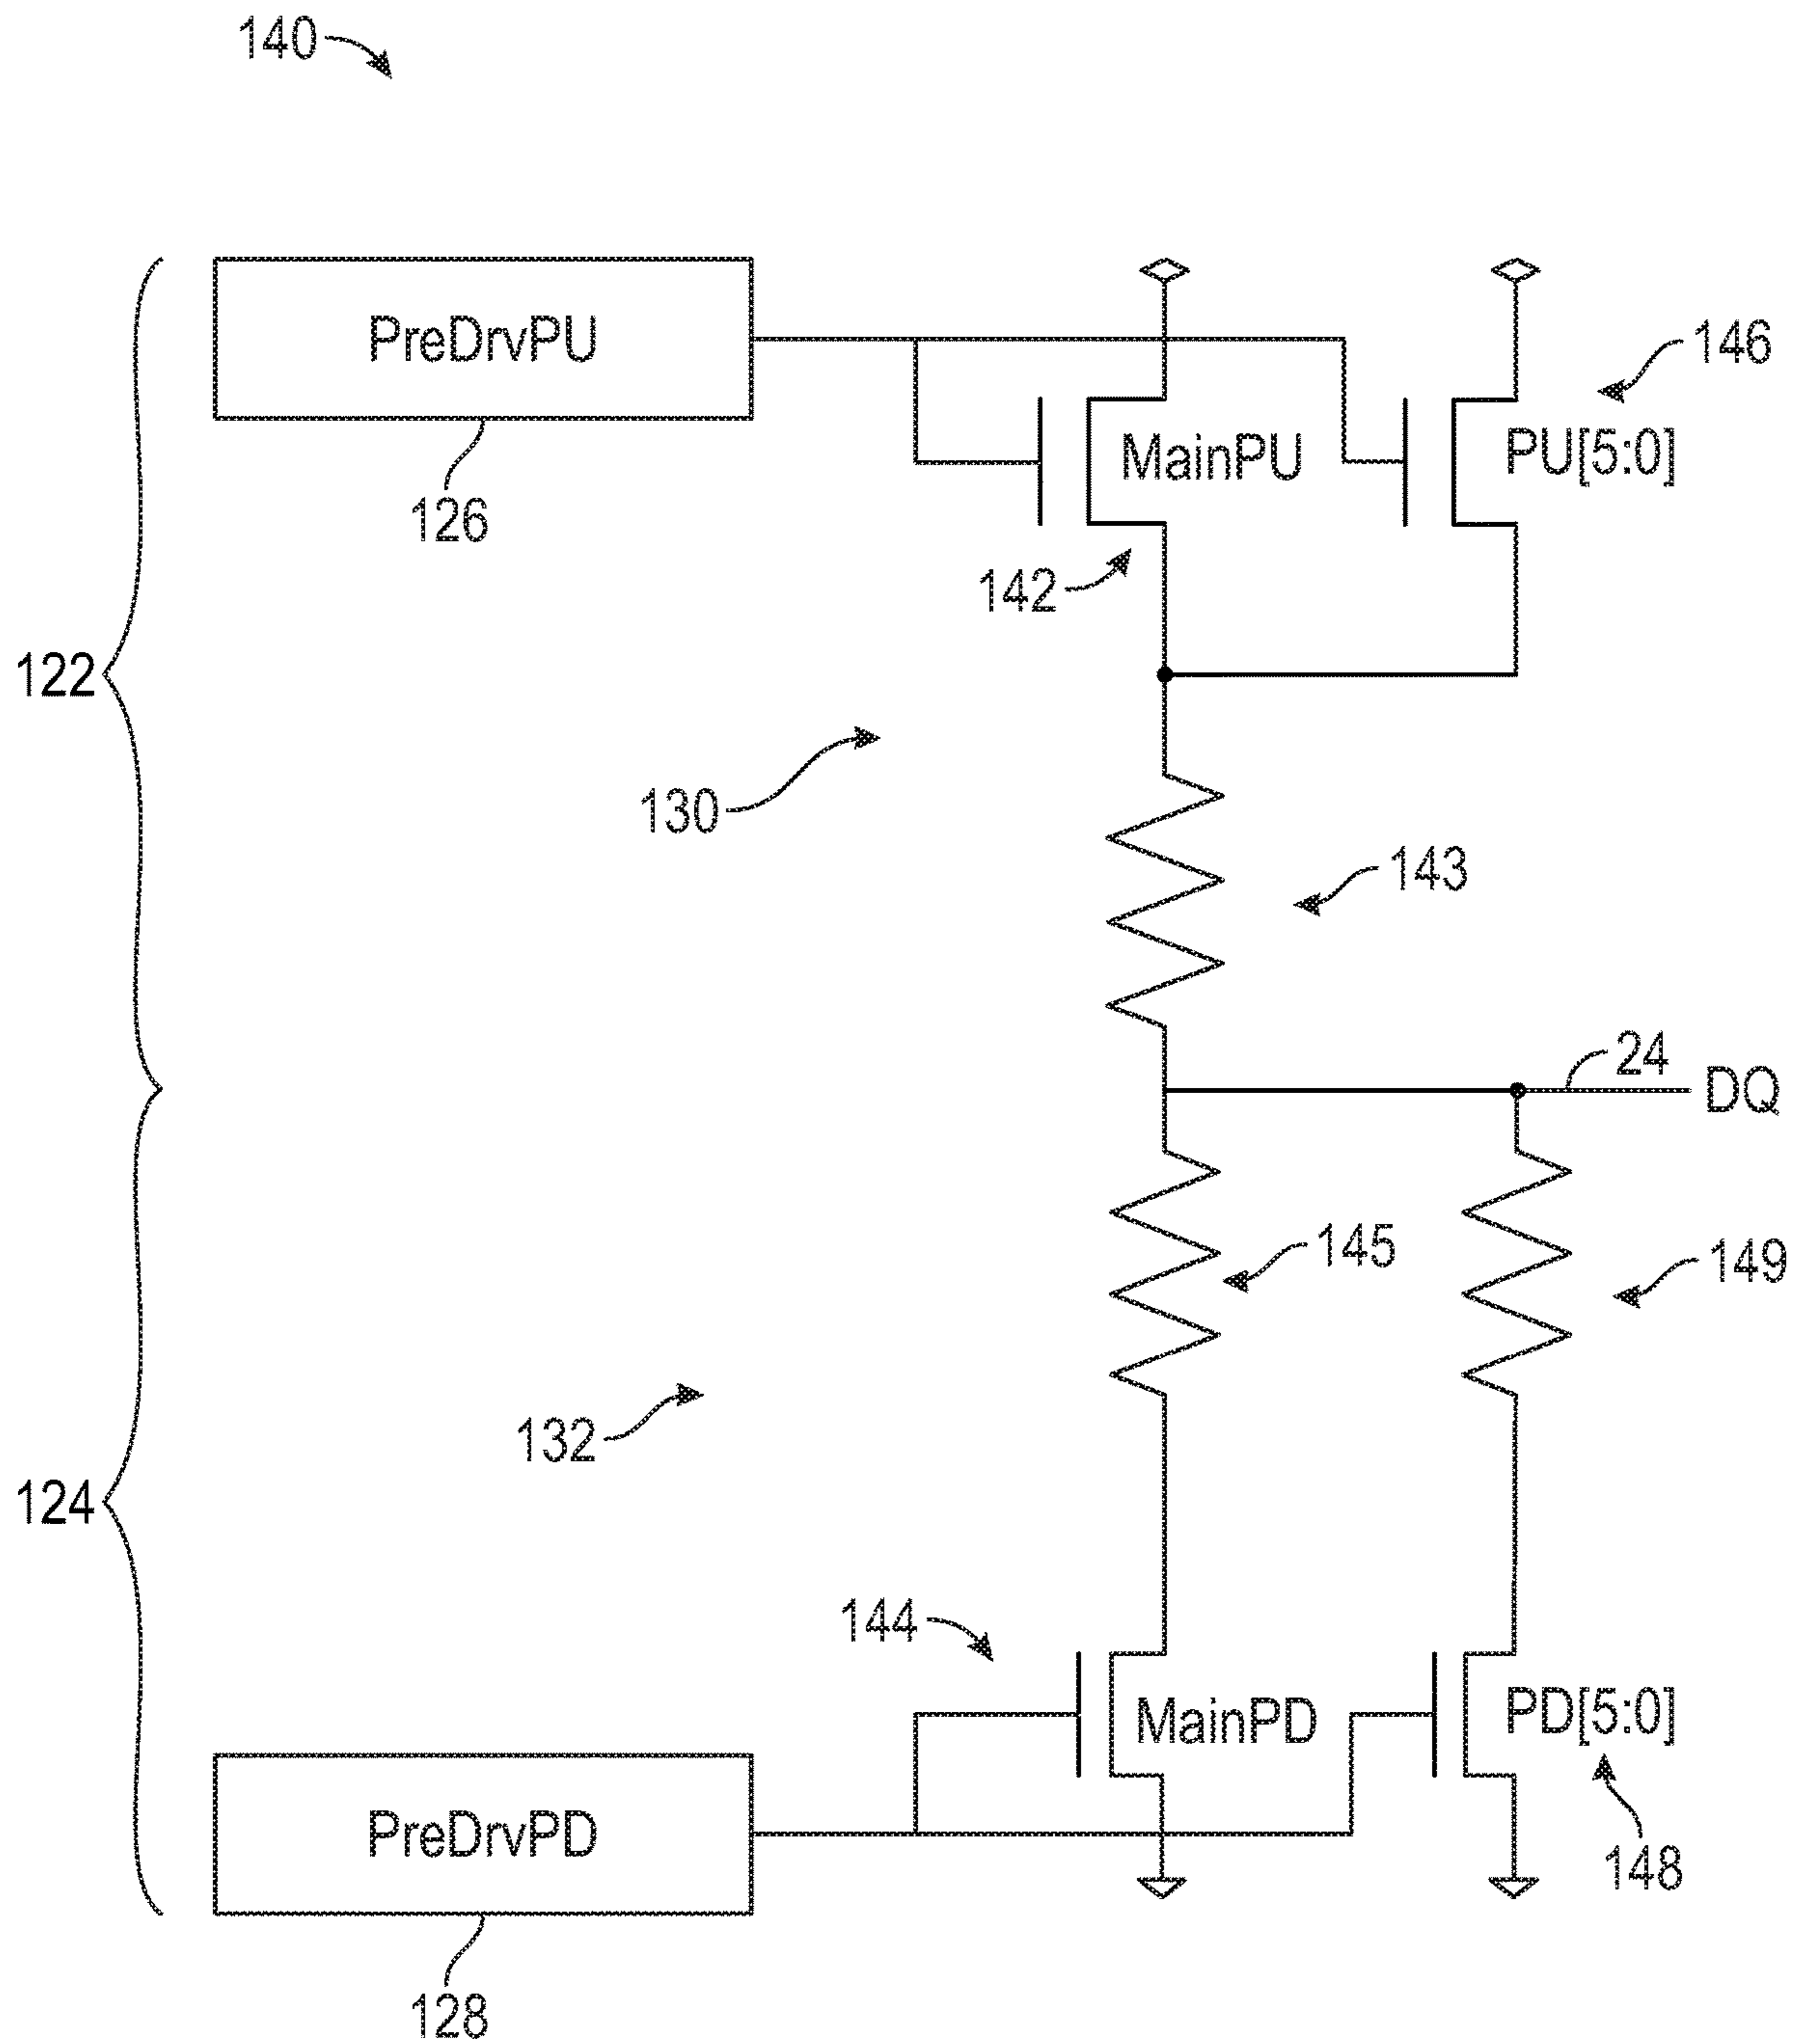 140
PreDrvPU
146
MainPU
PU[5:0]
126
142
122
130
143
24
DQ
145
149
132
124
144
MainPD
PD[5:0]
PreDrvPD
148
128